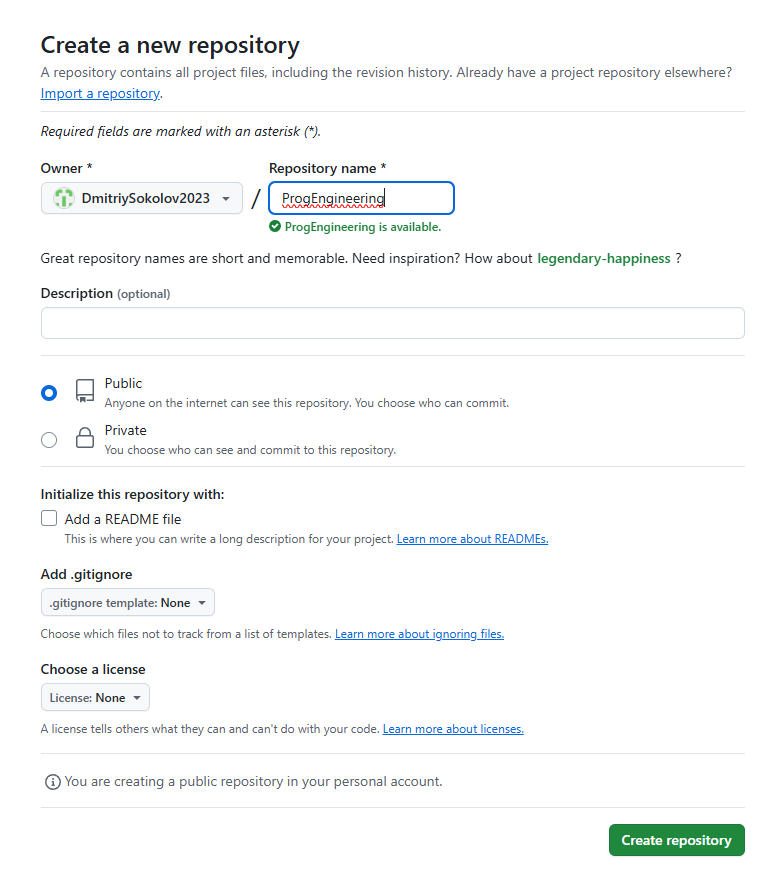 Create a new repository
A repository contains all project files, including the revision history. Already have a project repository elsewhere?
Import a repository.
Required fields are marked with an asterisk (*).
Owner * Repository name *
DmitriySokolov2023 / ProgEngineering
ProgEngineering is available.
Great repository names are short and memorable. Need inspiration? How about legendary-happiness ?
Description (optional)
Public
Anyone on the internet can see this repository. You choose who can commit.
Private
You choose who can see and commit to this repository.
Initialize this repository with:
Add a README file
This is where you can write a long description for your project. Learn more about READMEs.
Add .gitignore
.gitignore template: None
Choose which files not to track from a list of templates. Learn more about ignoring files.
Choose a license
License: None
A license tells others what they can and can't do with your code. Learn more about licenses.
You are creating a public repository in your personal account.
Create repository